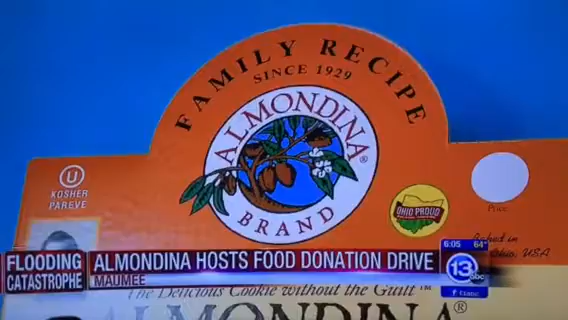 FAMILY RECIPE
SINCE 1929
ALMONDINA®
BRAND
U
KOSHER
PAREVE
OHIO PROUD
Price
Baked in
Ohio, USA
FLOODING
CATASTROPHE
ALMONDINA HOSTS FOOD DONATION DRIVE
MAUMEE
6:05 64°
13 abc
The Delicious Cookie without the Guilt ™
ALMONDINA®